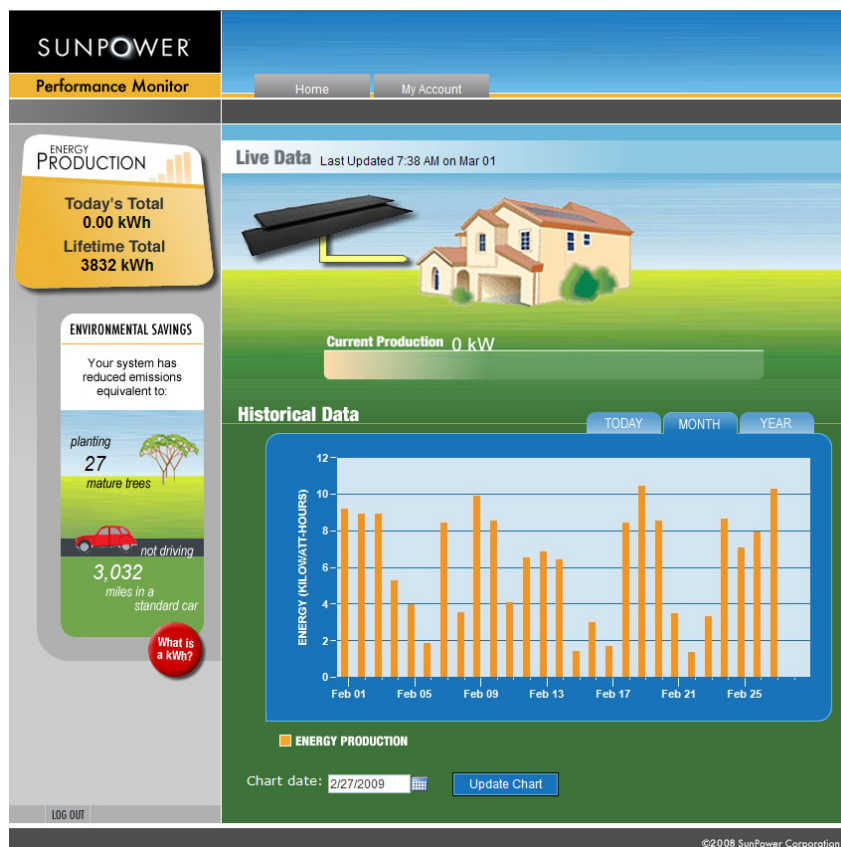 SUNPOWER
Performance Monitor
Home
My Account
ENERGY
PRODUCTION
Today's Total
0.00 kWh
Lifetime Total
3832 kWh
ENVIRONMENTAL SAVINGS
Your system has
reduced emissions
equivalent to:
planting
27
mature trees
not driving
3,032
miles in a
standard car
What is
a kWh?
LOG OUT
Live Data Last Updated 7:38 AM on Mar 01
Current Production 0 kW
Historical Data
TODAY
MONTH
YEAR
ENERGY (KILOWATT-HOURS)
12
10
8
6
4
2
0
Feb 01
Feb 05
Feb 09
Feb 13
Feb 17
Feb 21
Feb 25
ENERGY PRODUCTION
Chart date: 2/27/2009
Update Chart
©2008 SunPower Corporation